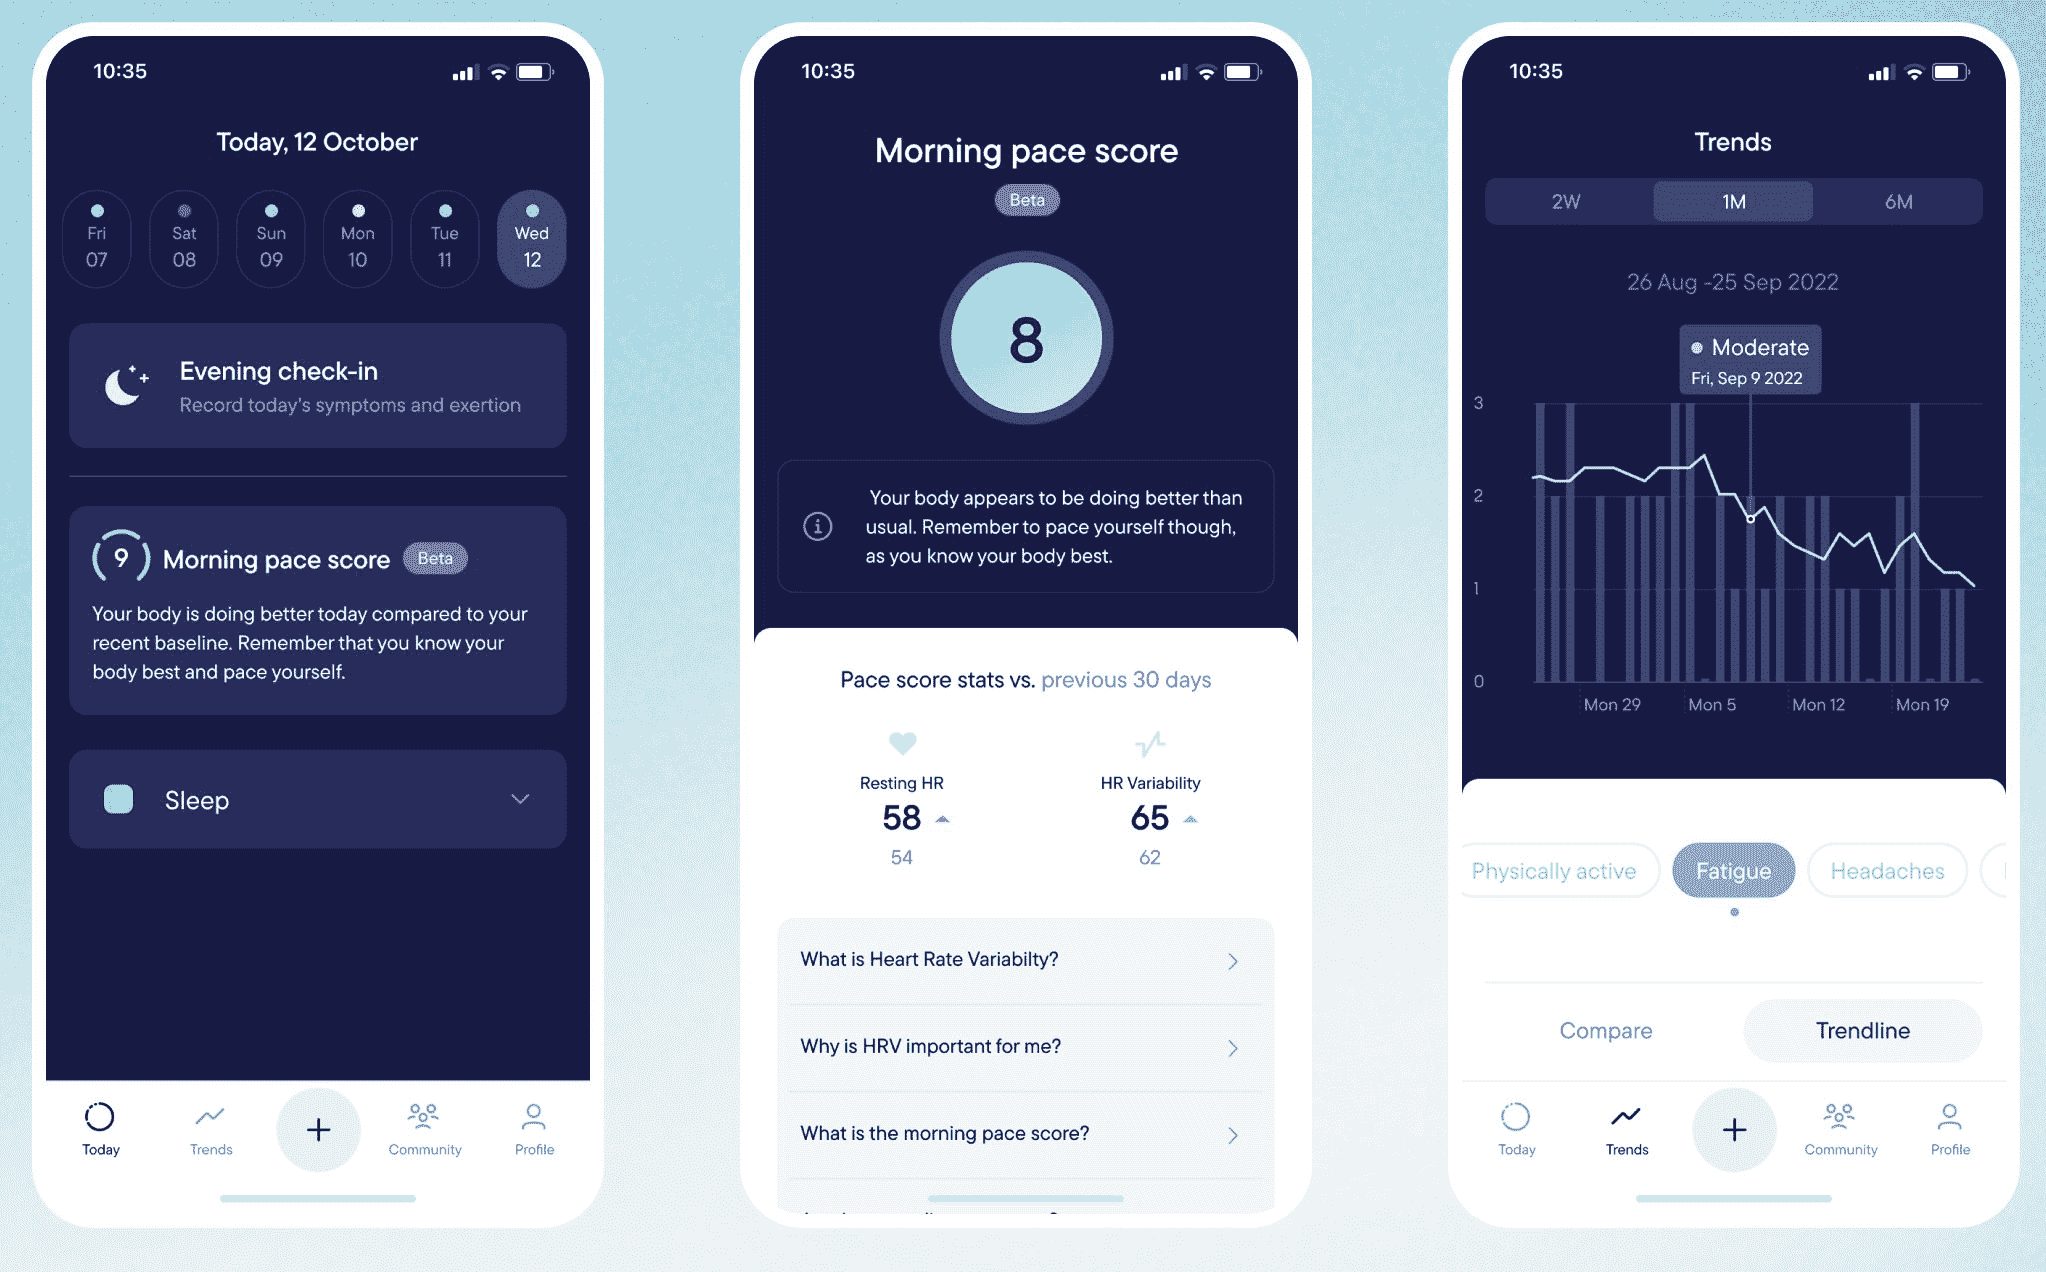 10:35
Today, 12 October
Fri
07
Sat
08
Sun
09
Mon
10
Tue
11
Wed
12
Evening check-in
Record today's symptoms and exertion
9
Morning pace score
Beta
Your body is doing better today compared to your
recent baseline. Remember that you know your
body best and pace yourself.
Sleep
Today
Trends
+
Community
Profile
10:35
Morning pace score
Beta
8
Your body appears to be doing better than
usual. Remember to pace yourself though,
as you know your body best.
Pace score stats vs. previous 30 days
Resting HR
58
54
HR Variability
65
62
What is Heart Rate Variabilty?
Why is HRV important for me?
What is the morning pace score?
10:35
Trends
2W
1M
6M
26 Aug -25 Sep 2022
Moderate
Fri, Sep 9 2022
3
2
1
0
Mon 29
Mon 5
Mon 12
Mon 19
Physically active
Fatigue
Headaches
Compare
Trendline
Today
Trends
+
Community
Profile